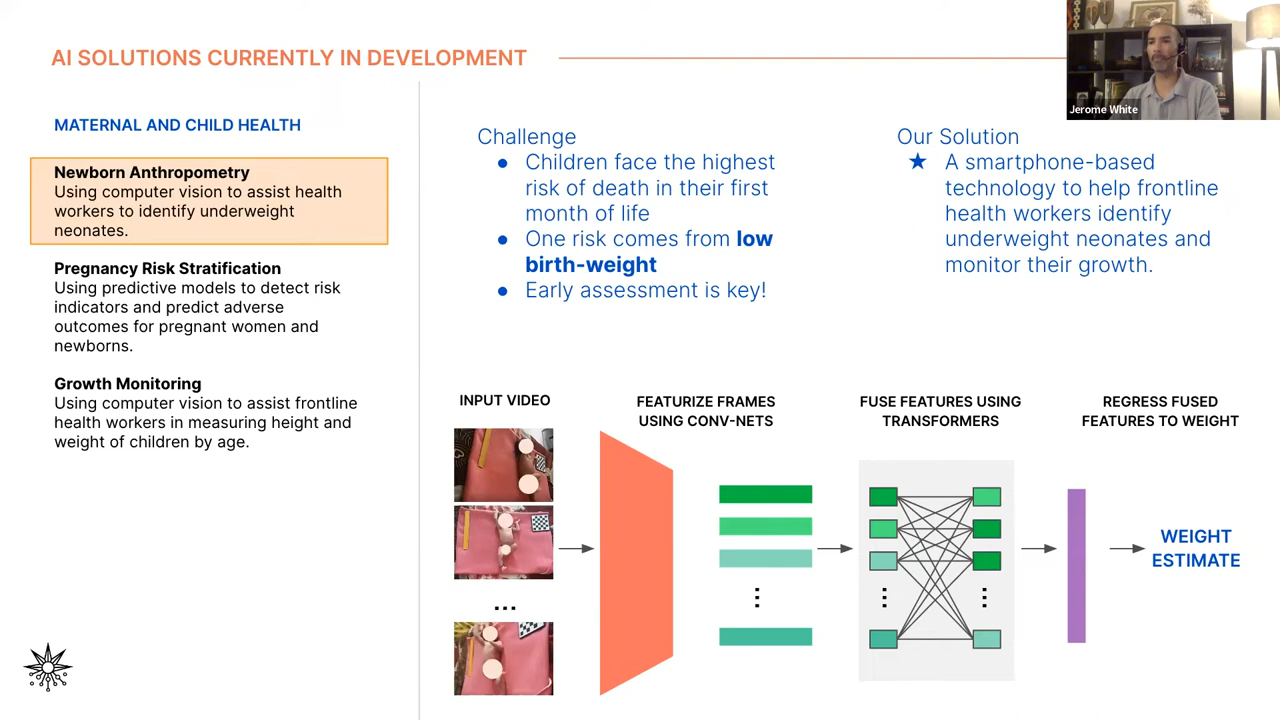 AI SOLUTIONS CURRENTLY IN DEVELOPMENT
Jerome White
MATERNAL AND CHILD HEALTH
Newborn Anthropometry
Using computer vision to assist health
workers to identify underweight
neonates.
Pregnancy Risk Stratification
Using predictive models to detect risk
indicators and predict adverse
outcomes for pregnant women and
newborns.
Growth Monitoring
Using computer vision to assist frontline
health workers in measuring height and
weight of children by age.
Challenge
● Children face the highest
risk of death in their first
month of life
● One risk comes from low
birth-weight
● Early assessment is key!
Our Solution
★ A smartphone-based
technology to help frontline
health workers identify
underweight neonates and
monitor their growth.
INPUT VIDEO
...
FEATURIZE FRAMES
USING CONV-NETS
FUSE FEATURES USING
TRANSFORMERS
REGRESS FUSED
FEATURES TO WEIGHT
WEIGHT
ESTIMATE